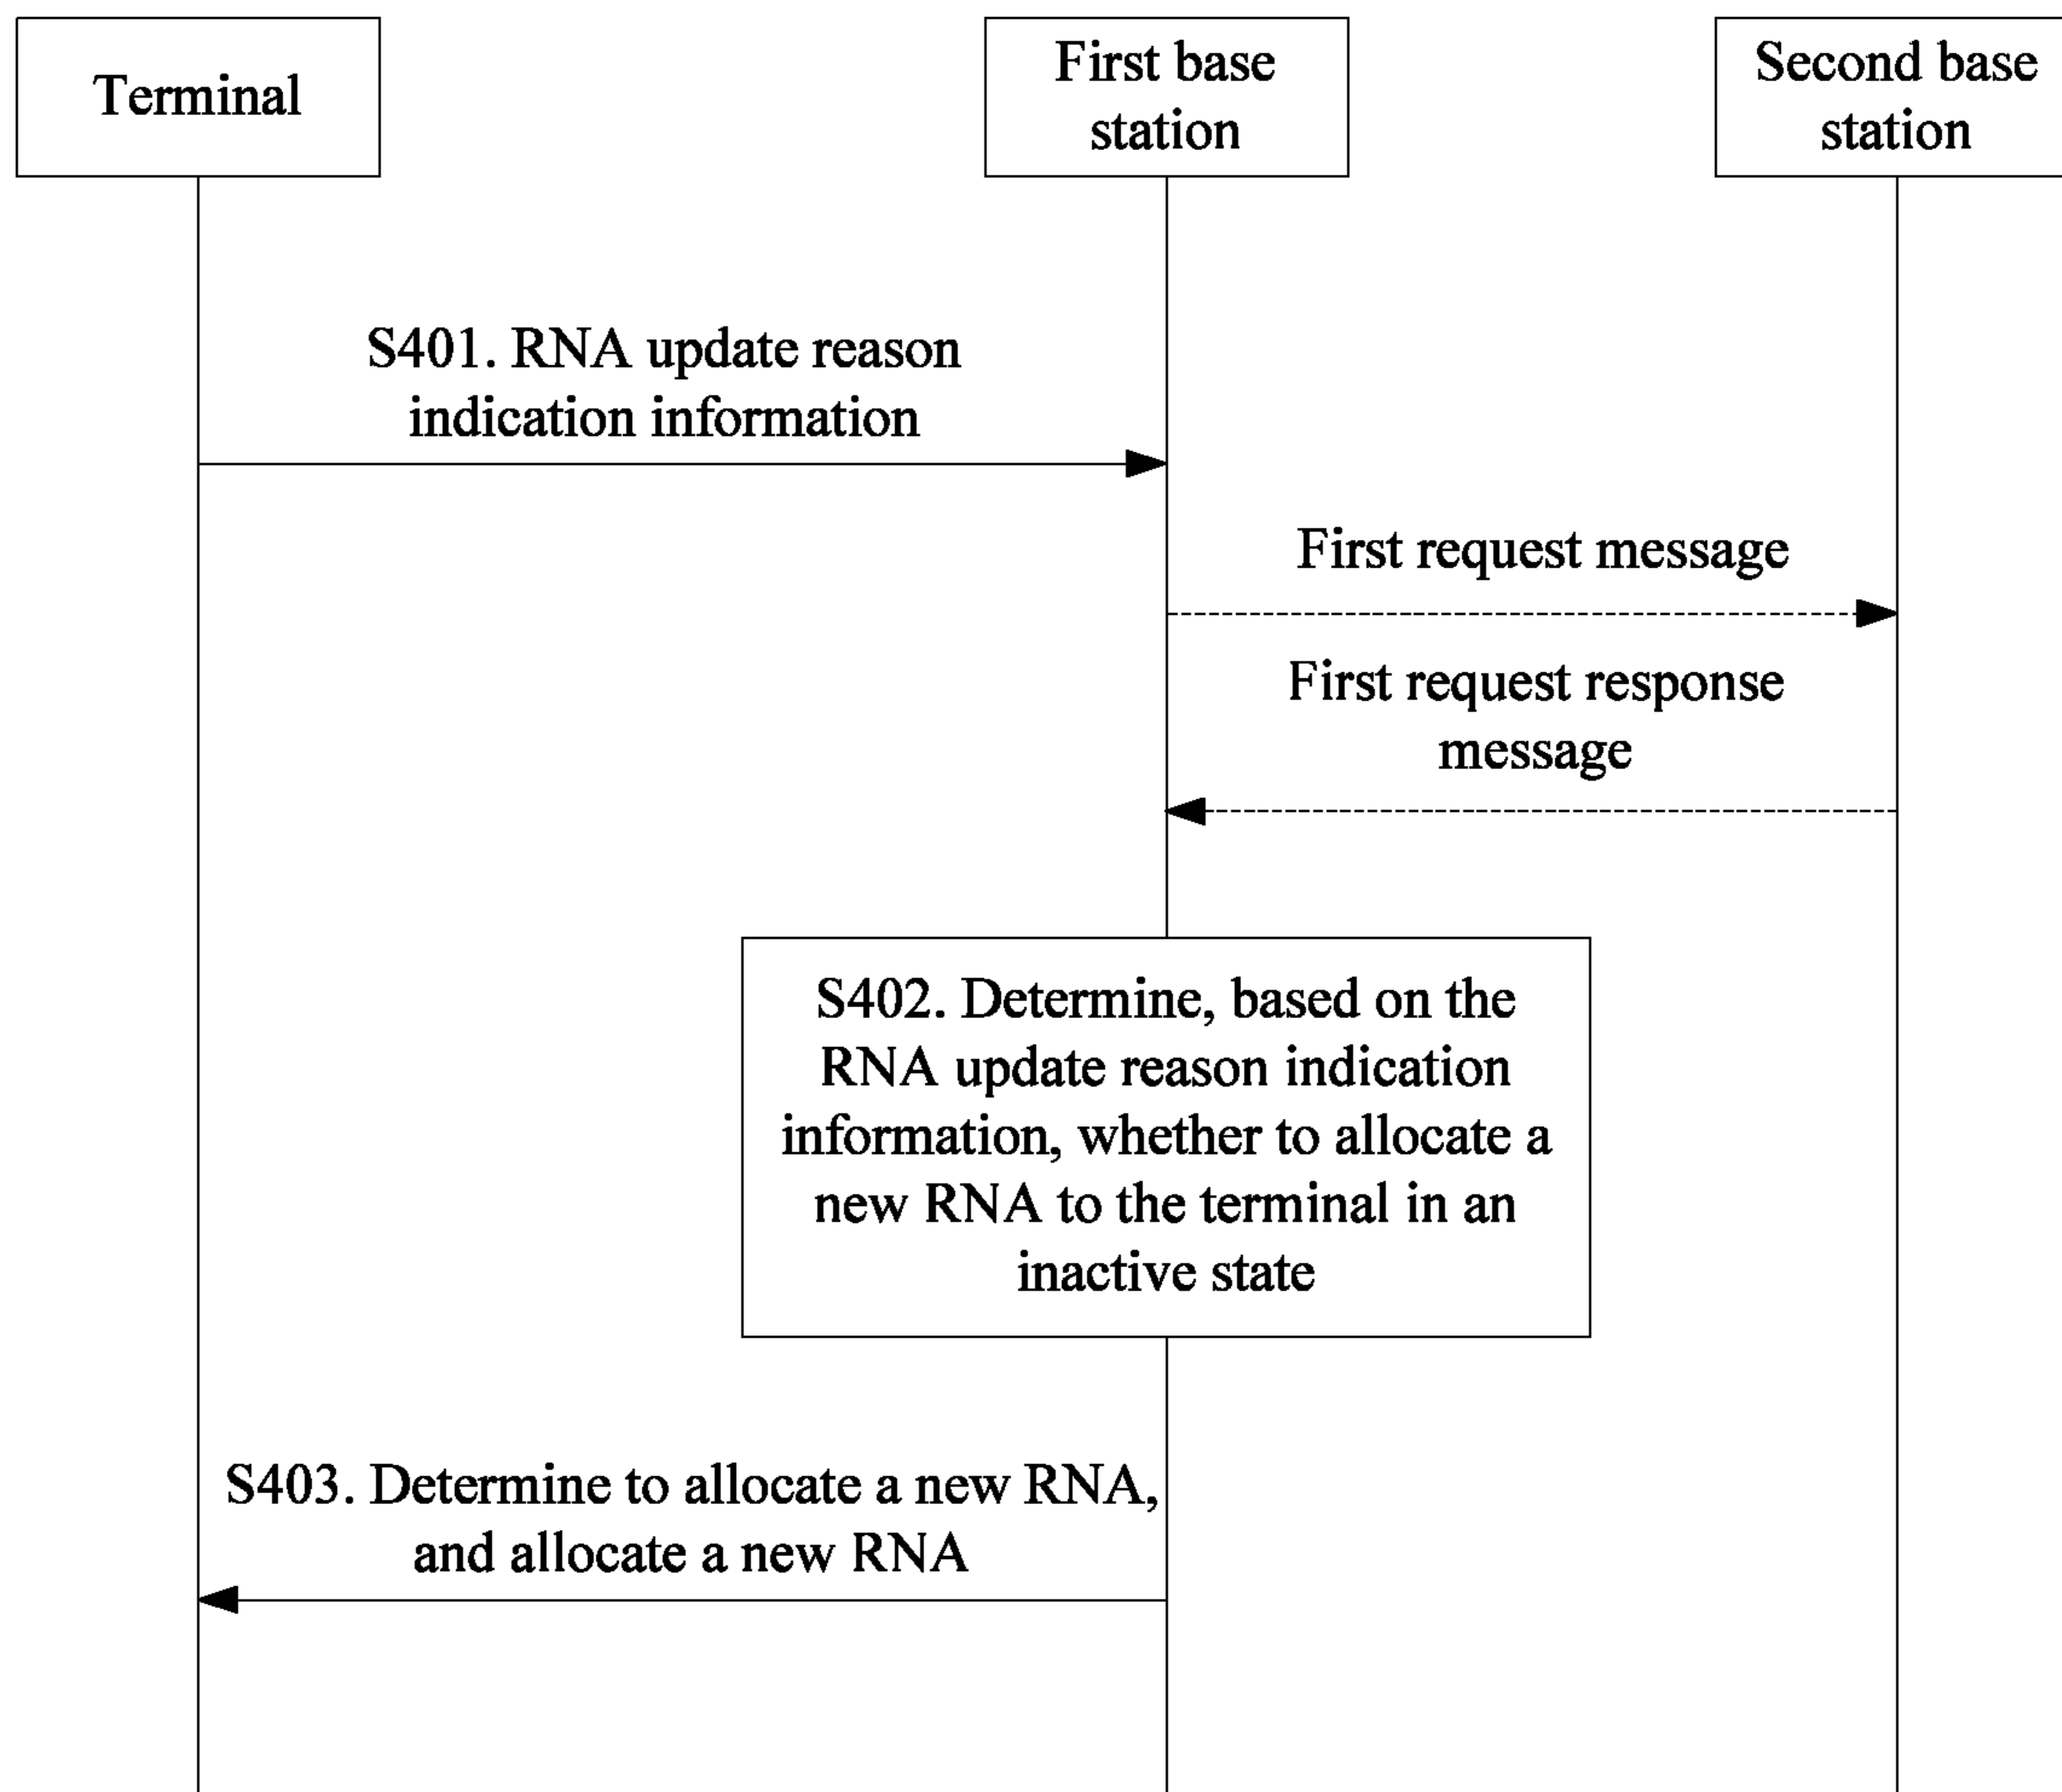 Terminal
First base
station
Second base
station
S401. RNA update reason
indication information
First request message
First request response
message
S402. Determine, based on the
RNA update reason indication
information, whether to allocate a
new RNA to the terminal in an
inactive state
S403. Determine to allocate a new RNA,
and allocate a new RNA